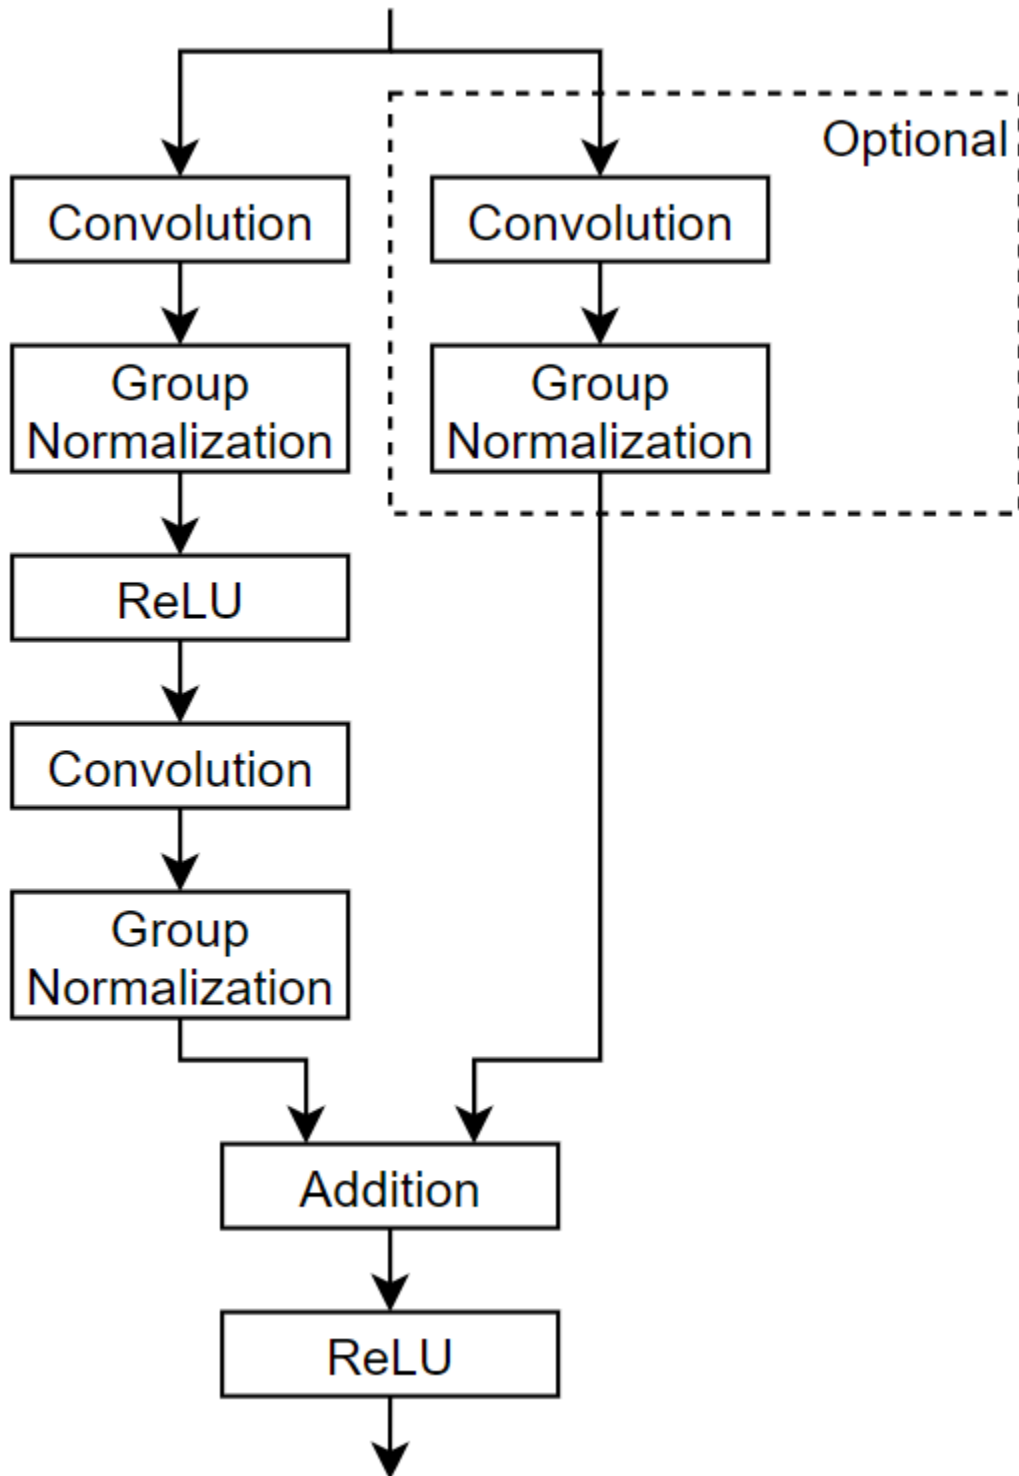 Optional
Convolution
Convolution
Group
Normalization
Group
Normalization
ReLU
Convolution
Group
Normalization
Addition
ReLU